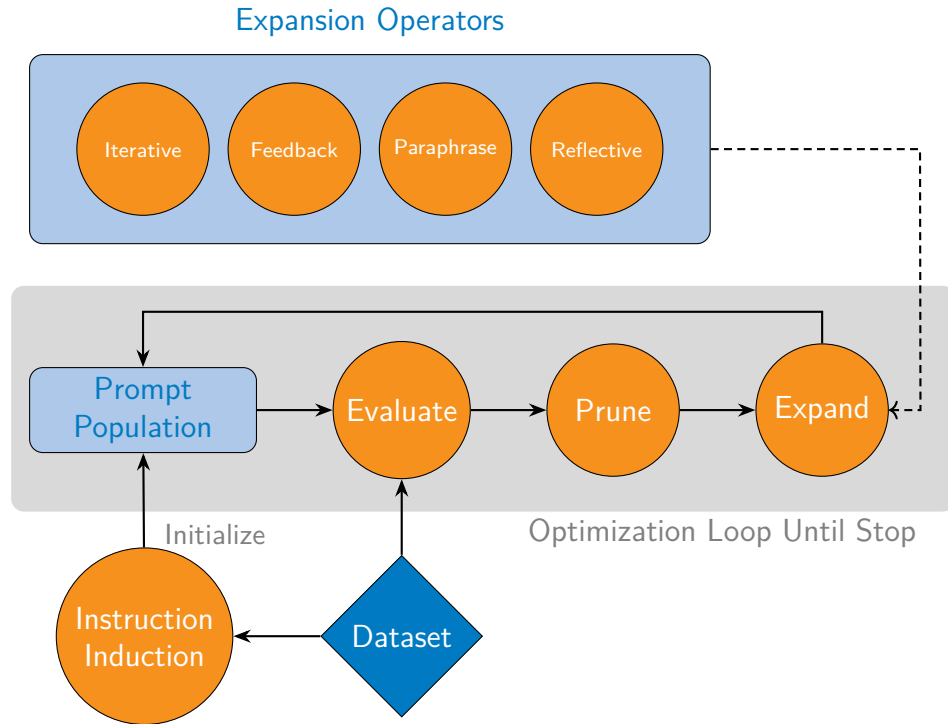 Expansion Operators
Iterative
Feedback
Paraphrase
Reflective
Prompt
Population
Evaluate
Prune
Expand
Initialize
Optimization Loop Until Stop
Instruction
Induction
Dataset